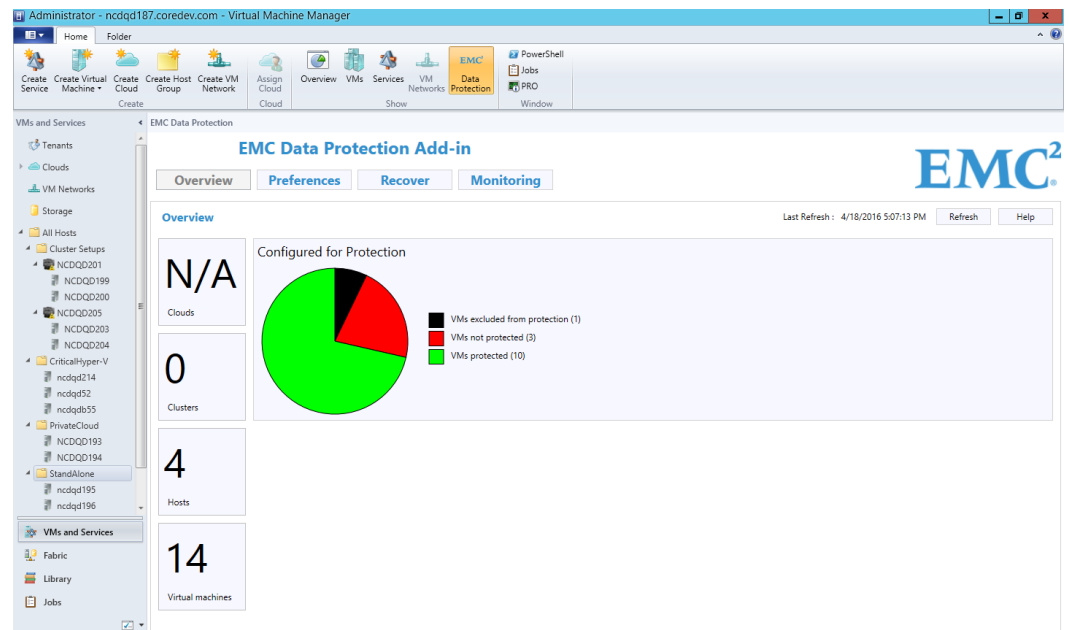 Administrator - ncdqd187.coredev.com - Virtual Machine Manager
Home Folder
Create Service
Create Virtual Machine
Create Cloud
Create Host Group
Create VM Network
Assign Cloud
Overview
VMs
Services
VM Networks
EMC²
Data Protection
PowerShell
Jobs
PRO
Create Cloud Show Window
VMs and Services
EMC Data Protection
Tenants
Clouds
VM Networks
Storage
All Hosts
Cluster Setups
NCDQD201
NCDQD199
NCDQD200
NCDQD205
NCDQD203
NCDQD204
CriticalHyper-V
ncdqd214
ncdqd52
ncdqdb55
PrivateCloud
NCDQD193
NCDQD194
StandAlone
ncdqd195
ncdqd196
VMs and Services
Fabric
Library
Jobs
EMC Data Protection Add-in
EMC²
Overview Preferences Recover Monitoring
Overview
Last Refresh : 4/18/2016 5:07:13 PM Refresh Help
N/A
Clouds
0
Clusters
4
Hosts
14
Virtual machines
Configured for Protection
VMs excluded from protection (1)
VMs not protected (3)
VMs protected (10)